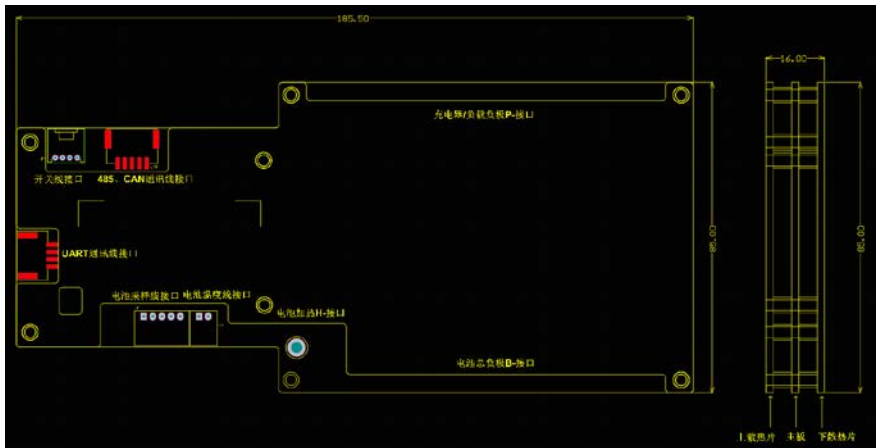 185.50
16.00
充电器/负载负极P-接口
开关线接口
485、CAN通讯线接口
85.00
85.00
UART通讯线接口
电池采样线接口
电池温度线接口
电池加热H-接口
电池总负极B-接口
上散热片
主板
下散热片